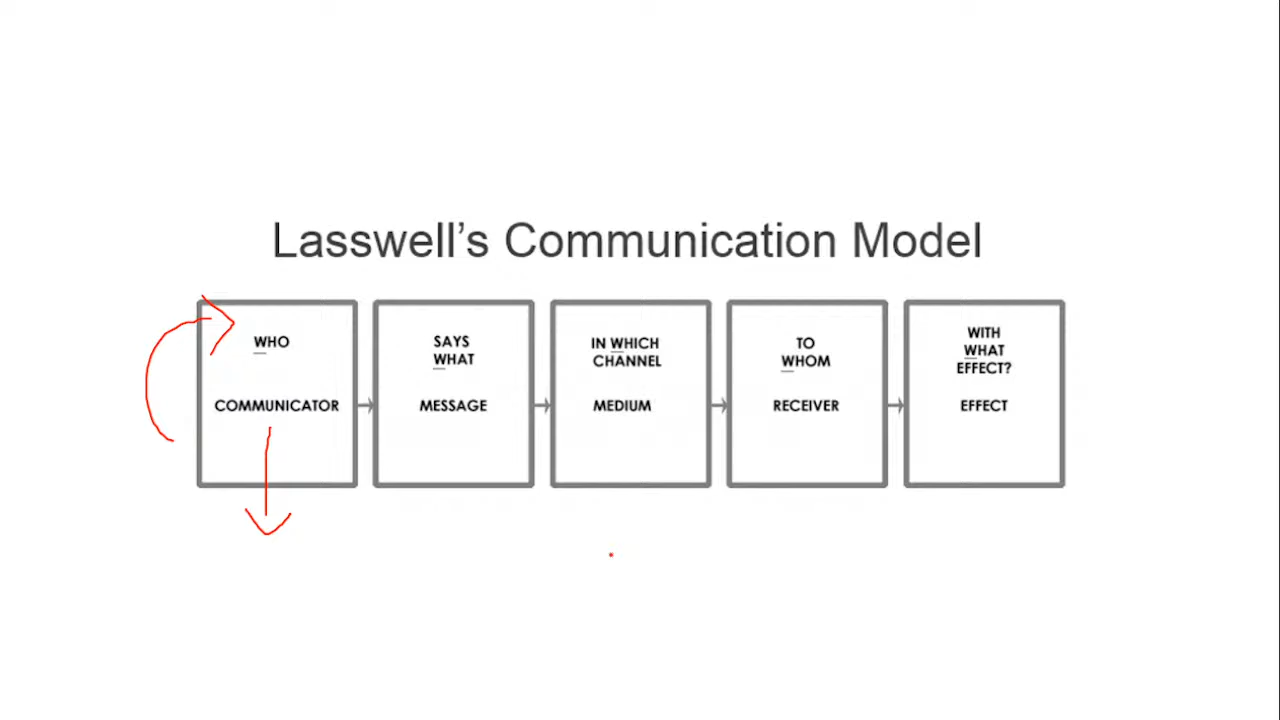 Lasswell’s Communication Model
WHO
COMMUNICATOR
SAYS
WHAT
MESSAGE
IN WHICH
CHANNEL
MEDIUM
TO
WHOM
RECEIVER
WITH
WHAT
EFFECT?
EFFECT